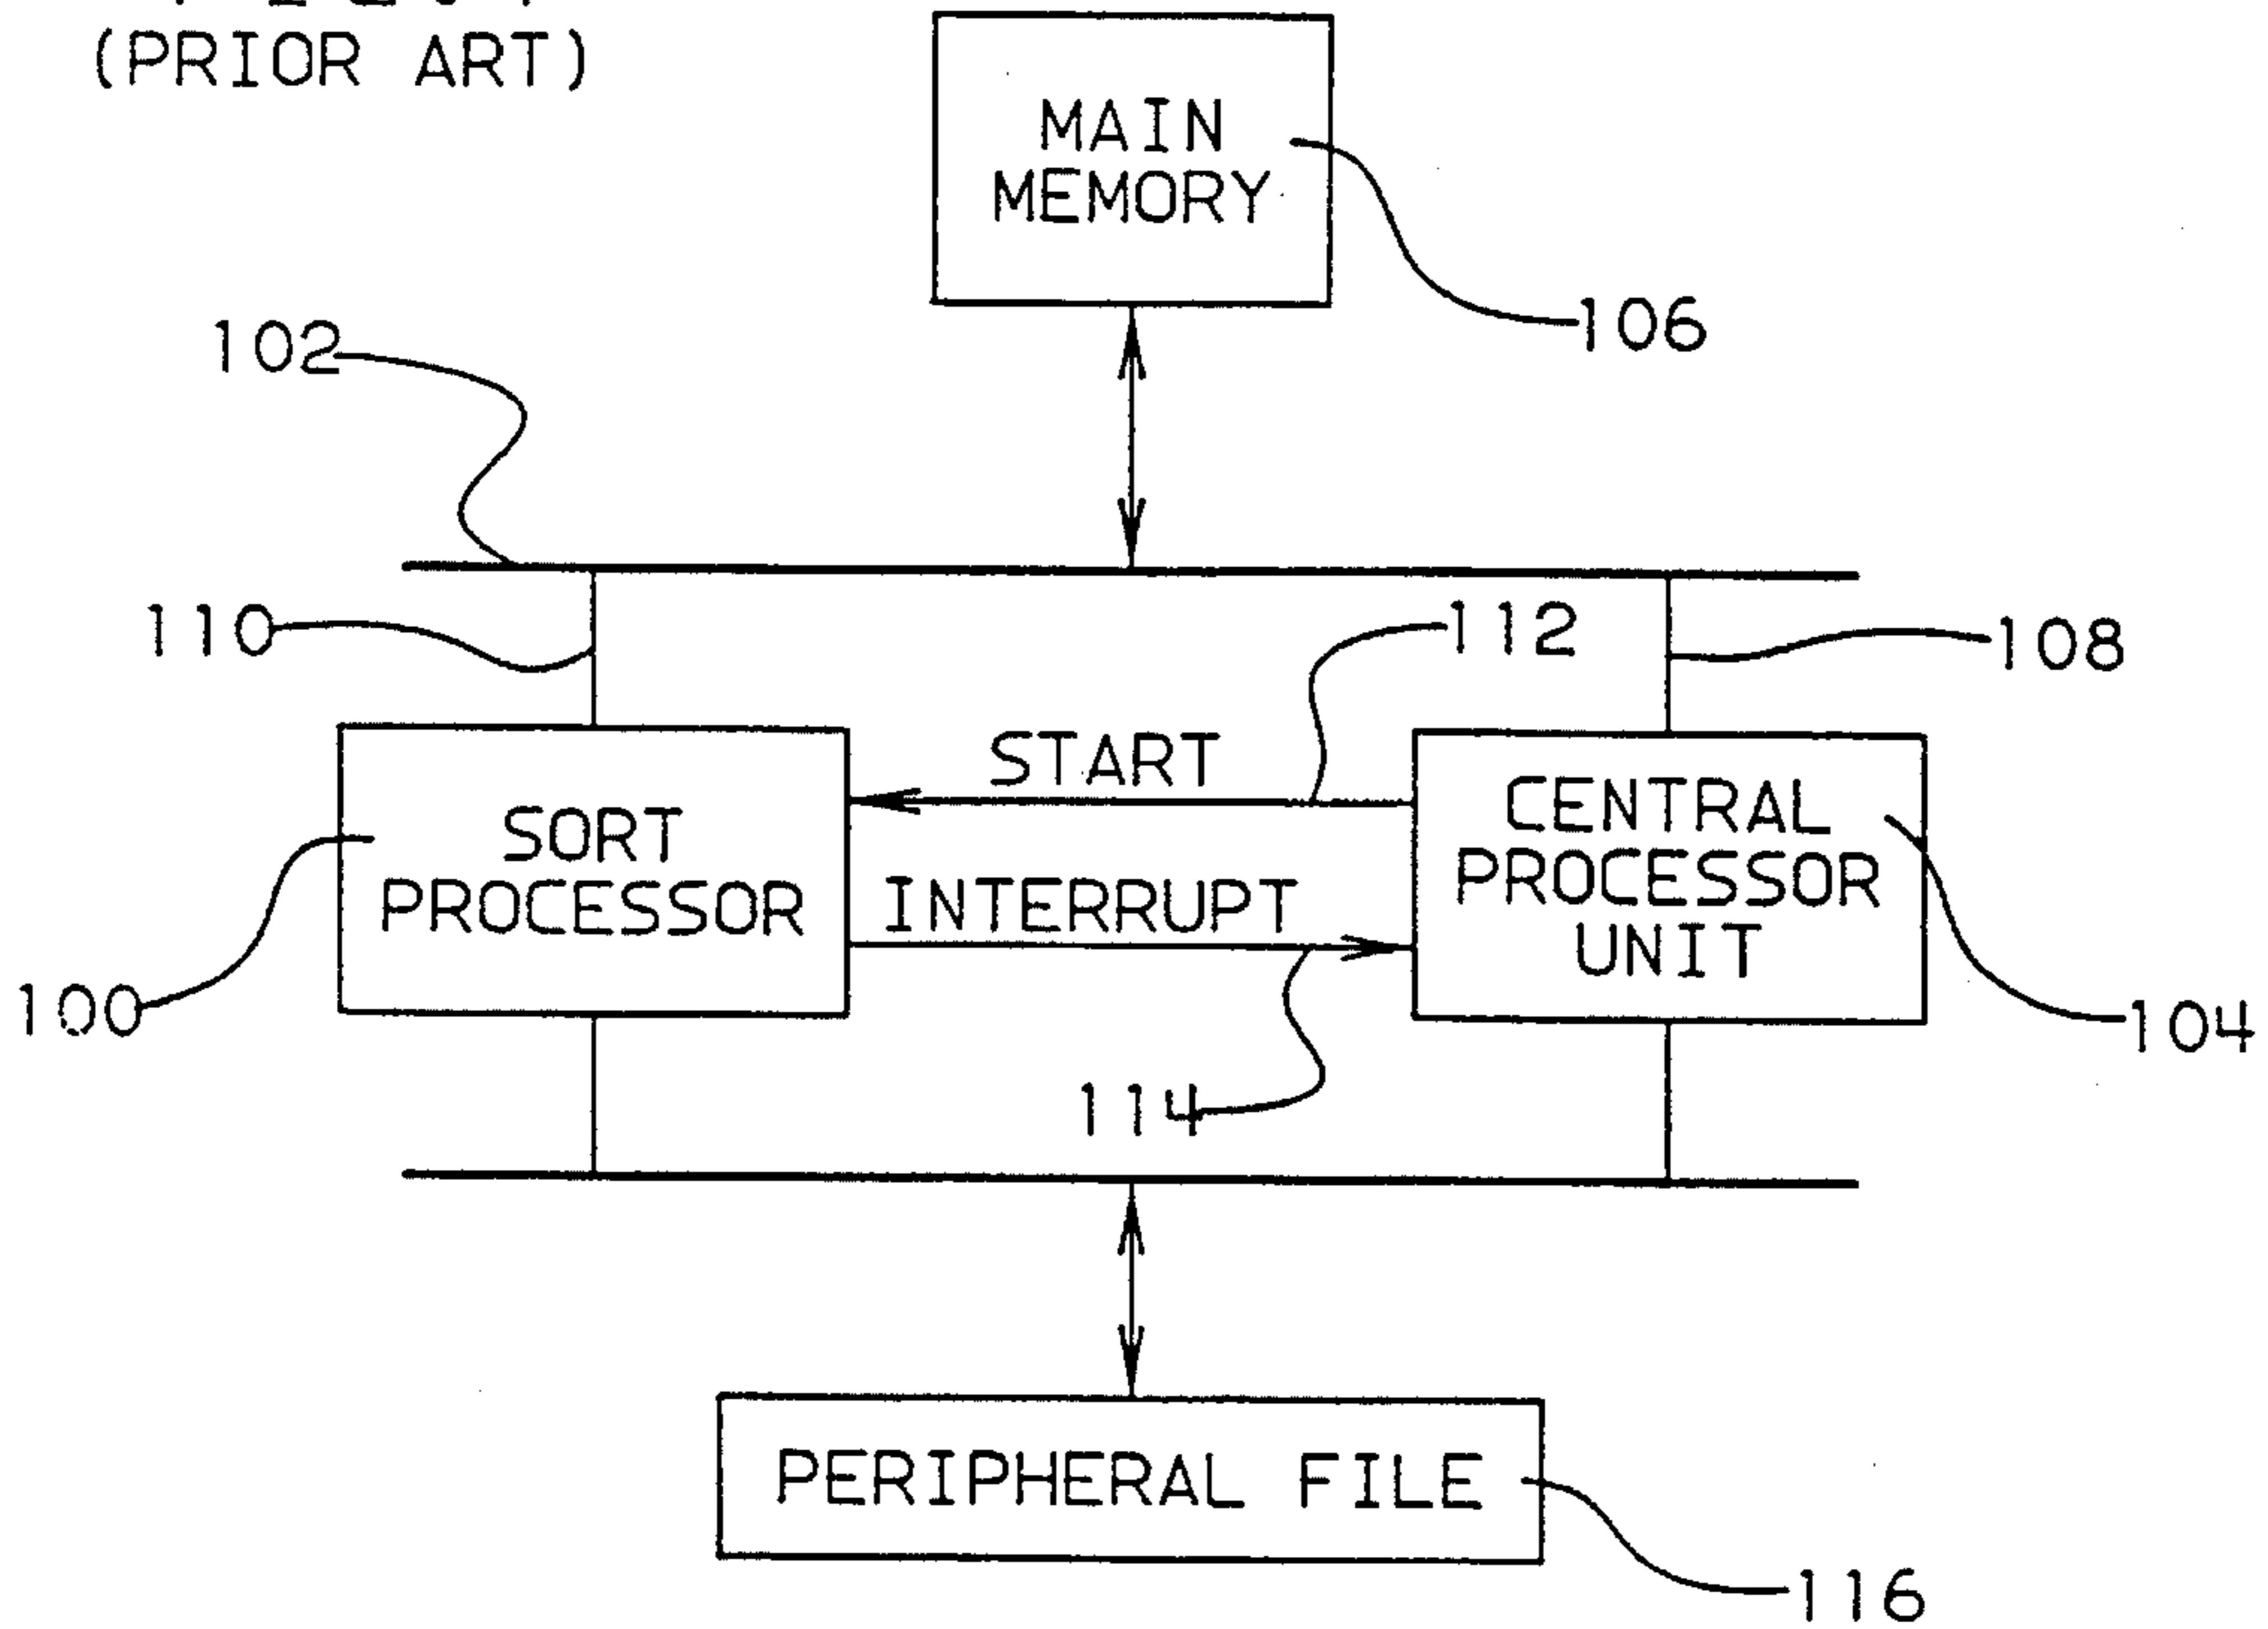 (PRIOR ART)
MAIN
MEMORY
106
102
110
112
108
START
SORT
PROCESSOR
INTERRUPT
CENTRAL
PROCESSOR
UNIT
100
114
104
PERIPHERAL FILE
116